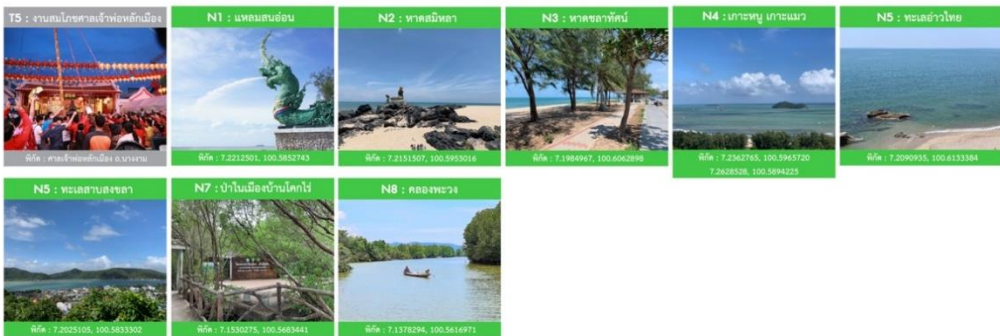 T5 : งานสมโภชศาลเจ้าพ่อหลักเมือง
พิกัด : ศาลเจ้าพ่อหลักเมือง ถ.นางงาม
N1 : แหลมสนอ่อน
พิกัด : 7.2212501, 100.5852743
N2 : หาดสมิหลา
พิกัด : 7.2151507, 100.5953016
N3 : หาดชลาทัศน์
พิกัด : 7.1984967, 100.6062898
N4 : เกาะหนู เกาะแมว
พิกัด : 7.2362765, 100.5965720
7.2628528, 100.5894225
N5 : ทะเลอ่าวไทย
พิกัด : 7.2090935, 100.6133384
N5 : ทะเลสาบสงขลา
พิกัด : 7.2025105, 100.5833302
N7 : ป่าในเมืองบ้านโคกไร่
พิกัด : 7.1530275, 100.5683441
N8 : คลองพะวง
พิกัด : 7.1378294, 100.5616971